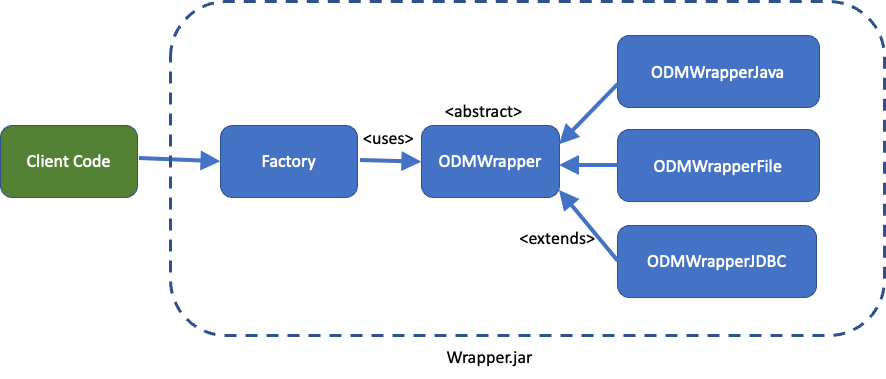 ODMWrapperJava
<abstract>
<uses>
Client Code
Factory
ODMWrapper
ODMWrapperFile
<extends>
ODMWrapperJDBC
Wrapper.jar